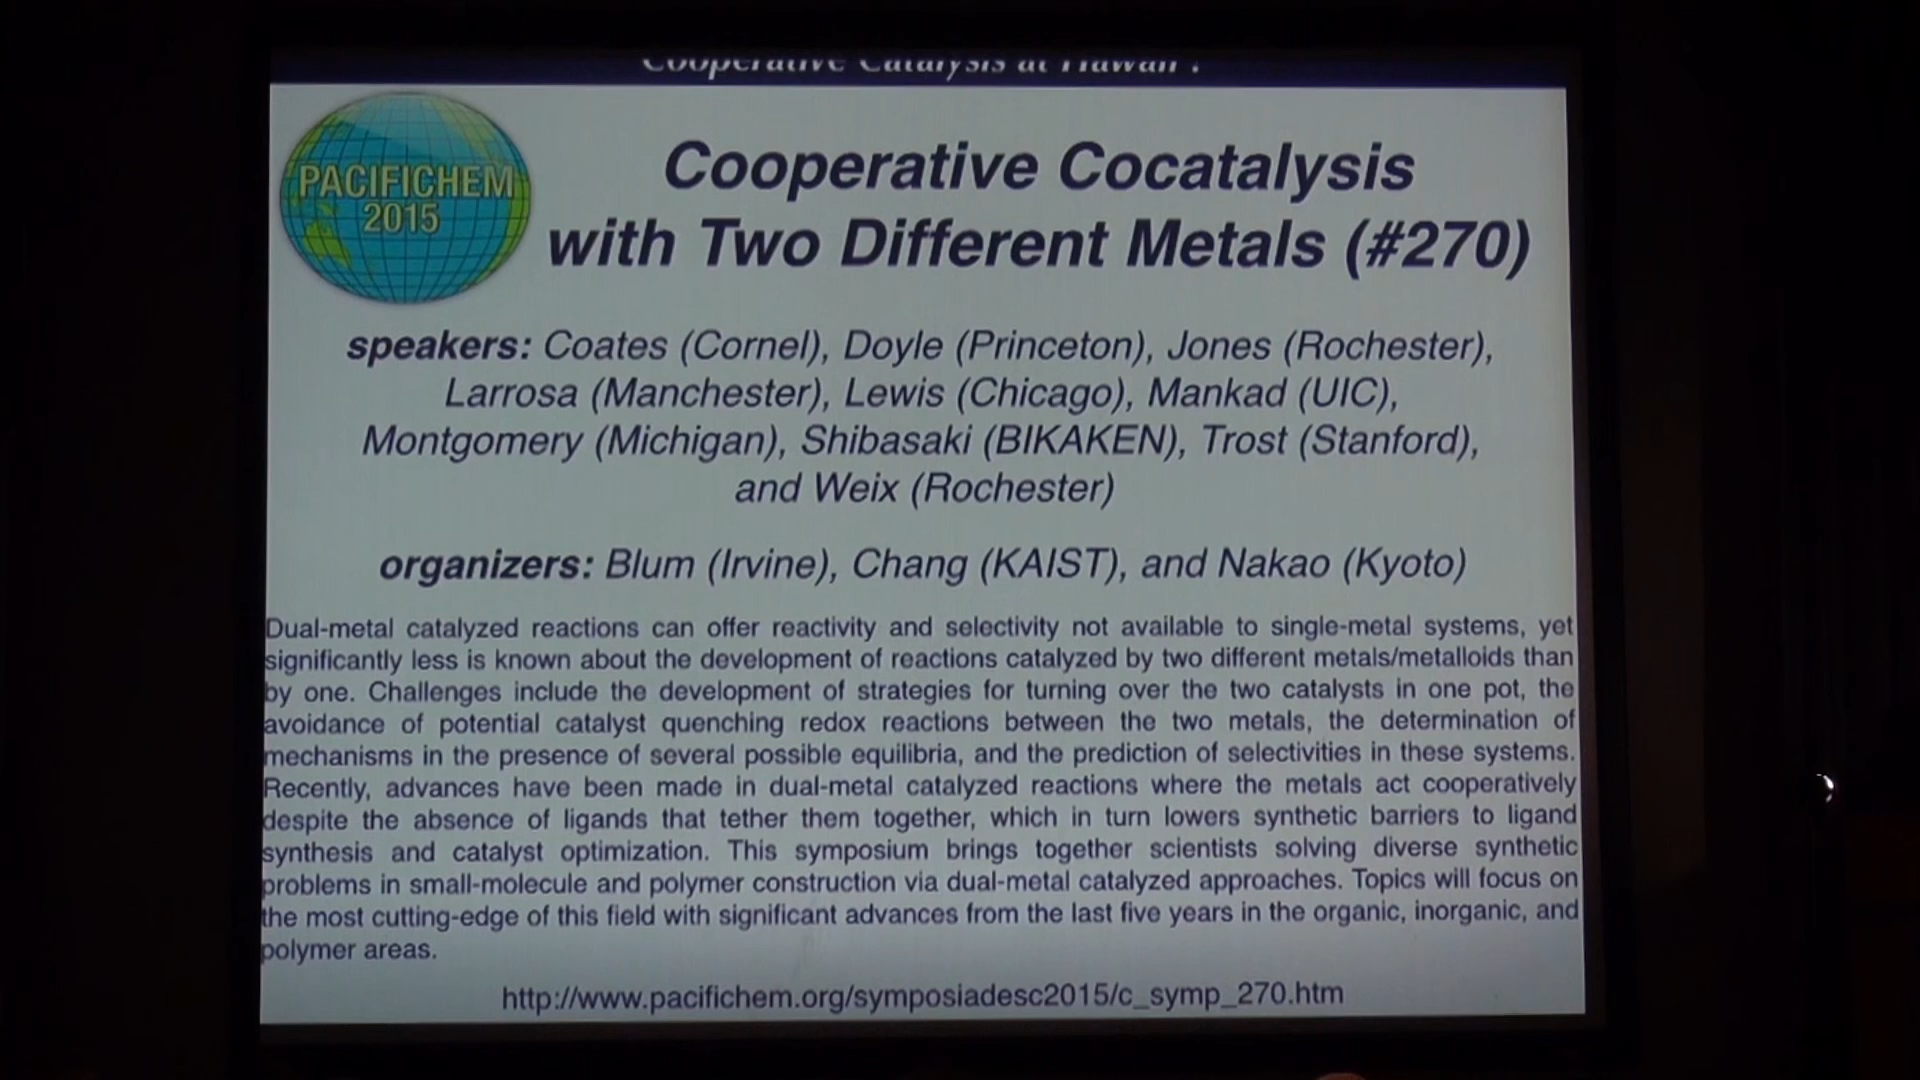 Cooperative Catalysis at Hawaii !
PACIFICHEM
2015
Cooperative Cocatalysis
with Two Different Metals (#270)
speakers: Coates (Cornel), Doyle (Princeton), Jones (Rochester),
Larrosa (Manchester), Lewis (Chicago), Mankad (UIC),
Montgomery (Michigan), Shibasaki (BIKAKEN), Trost (Stanford),
and Weix (Rochester)
organizers: Blum (Irvine), Chang (KAIST), and Nakao (Kyoto)
Dual-metal catalyzed reactions can offer reactivity and selectivity not available to single-metal systems, yet
significantly less is known about the development of reactions catalyzed by two different metals/metalloids than
by one. Challenges include the development of strategies for turning over the two catalysts in one pot, the
avoidance of potential catalyst quenching redox reactions between the two metals, the determination of
mechanisms in the presence of several possible equilibria, and the prediction of selectivities in these systems.
Recently, advances have been made in dual-metal catalyzed reactions where the metals act cooperatively
despite the absence of ligands that tether them together, which in turn lowers synthetic barriers to ligand
synthesis and catalyst optimization. This symposium brings together scientists solving diverse synthetic
problems in small-molecule and polymer construction via dual-metal catalyzed approaches. Topics will focus on
the most cutting-edge of this field with significant advances from the last five years in the organic, inorganic, and
polymer areas.
http://www.pacifichem.org/symposiadesc2015/c_symp_270.htm